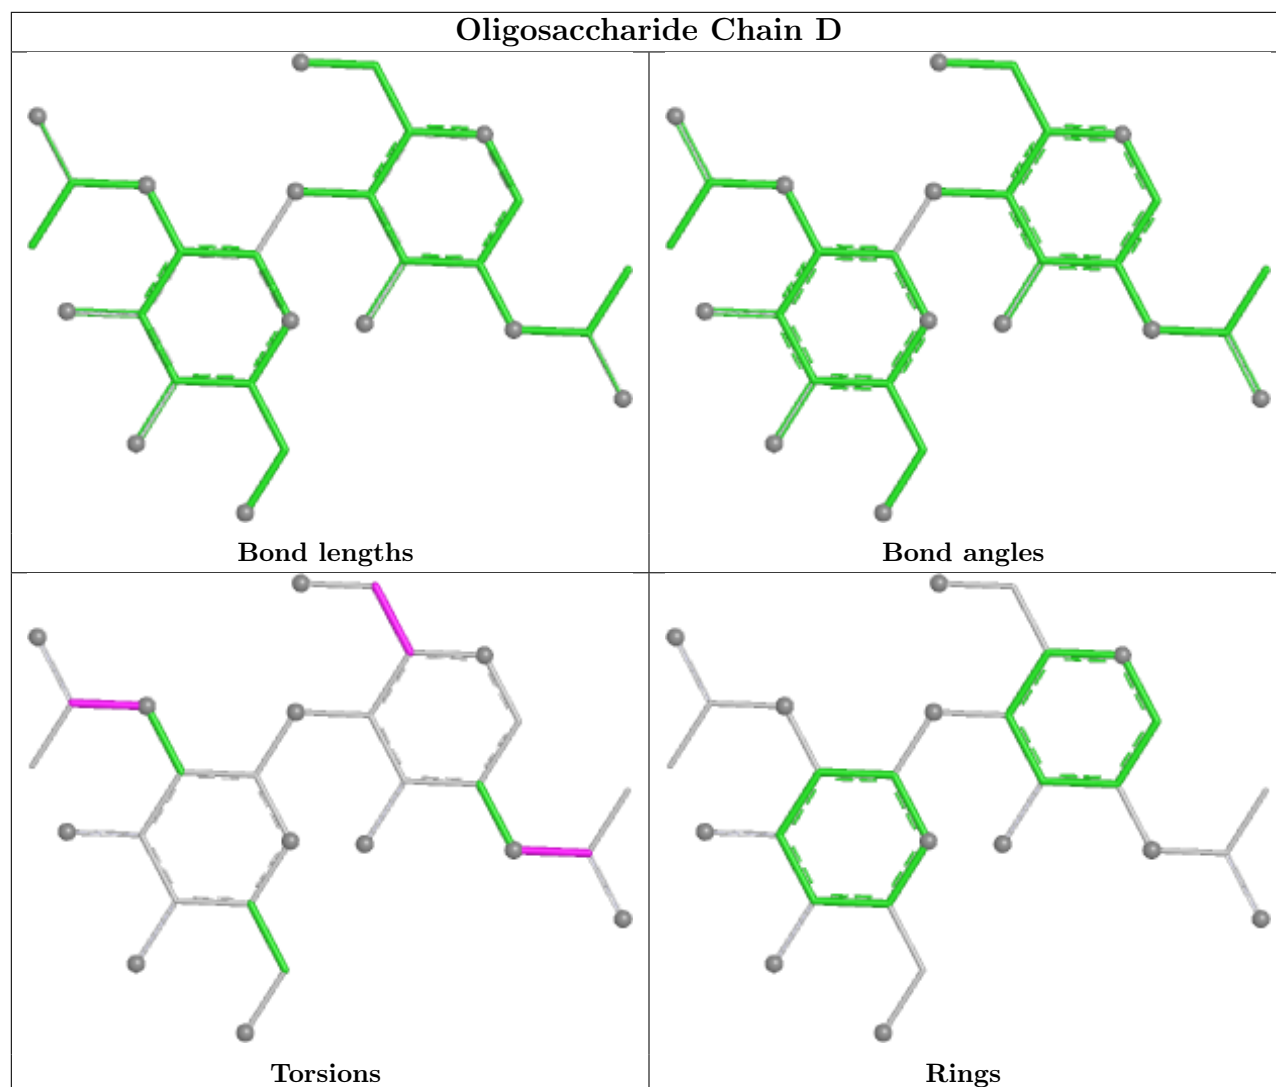 Oligosaccharide Chain D
Bond lengths
Bond angles
Torsions
Rings